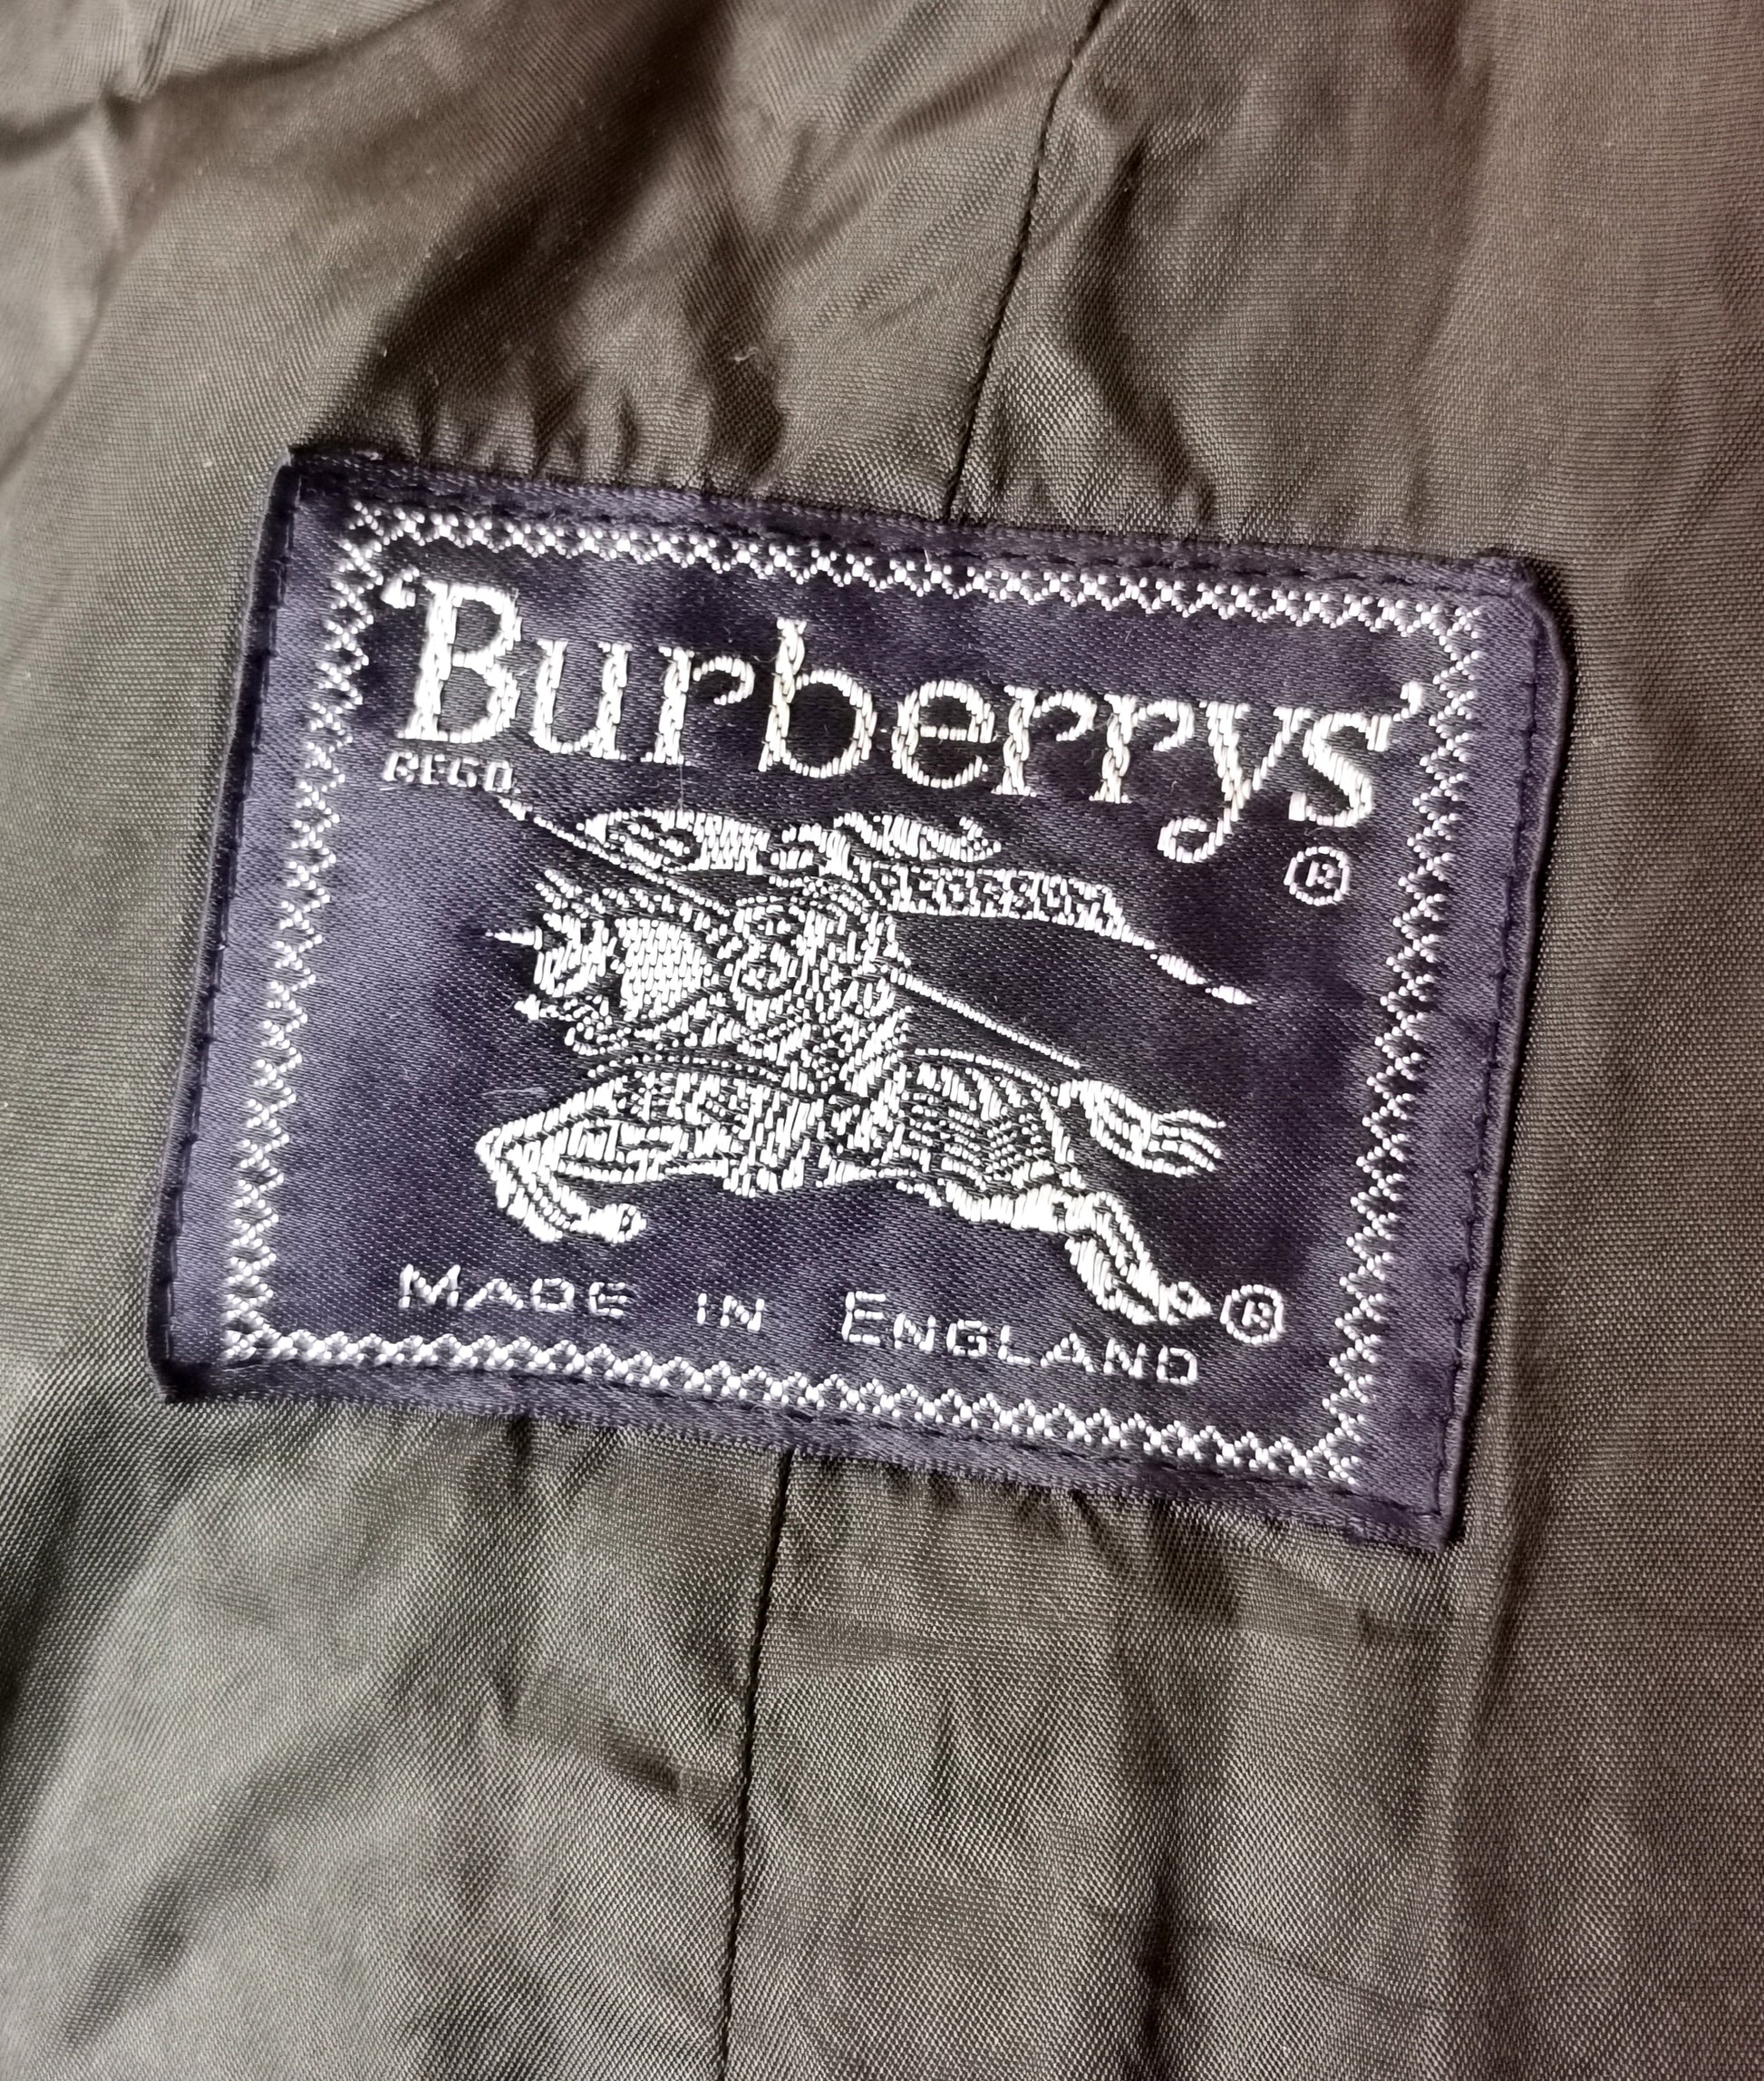 ‘Burberrys’
REGD.
®
MADE IN ENGLAND ®